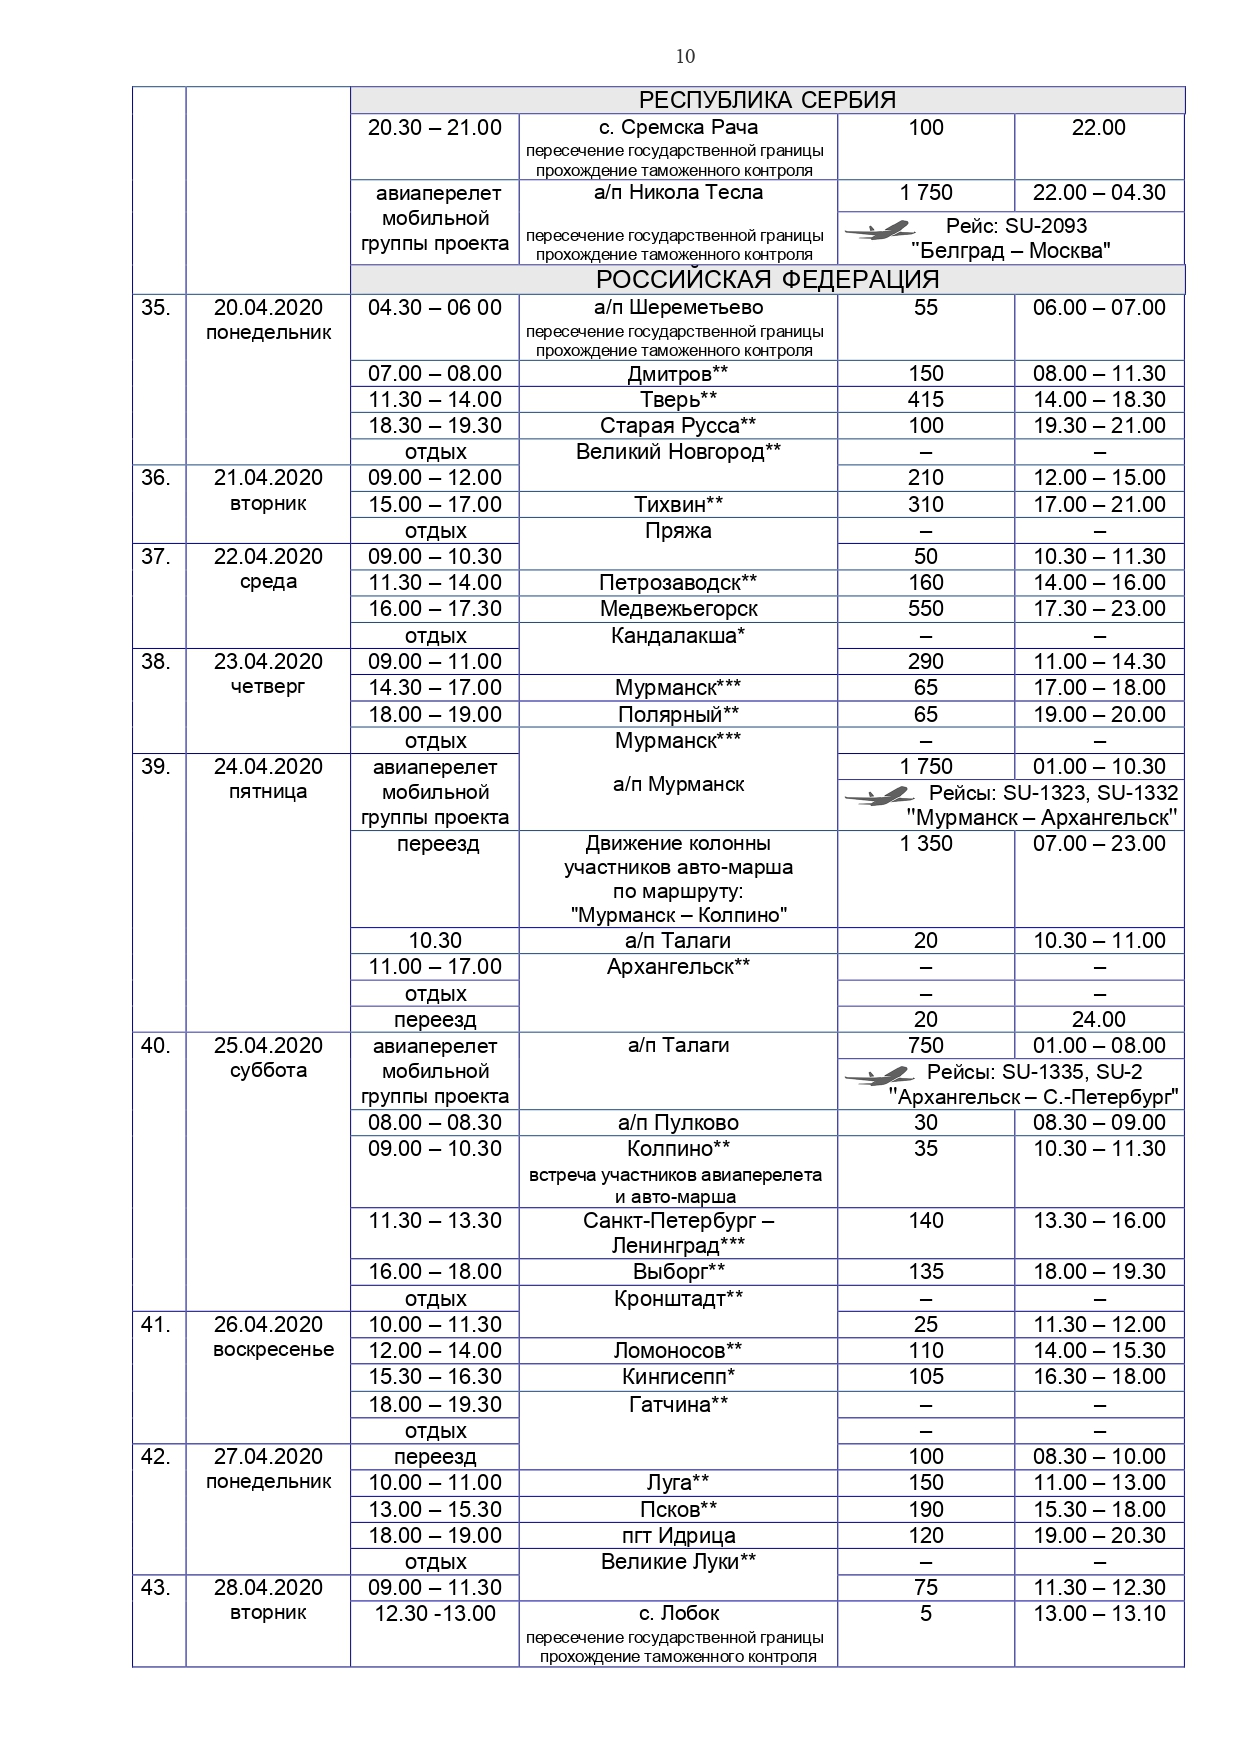 10
РЕСПУБЛИКА СЕРБИЯ
20.30 – 21.00 с. Сремска Рача 100 22.00
пересечение государственной границы
прохождение таможенного контроля
авиаперелет а/п Никола Тесла 1 750 22.00 – 04.30
мобильной Рейс: SU-2093
группы проекта пересечение государственной границы "Белград – Москва"
прохождение таможенного контроля
РОССИЙСКАЯ ФЕДЕРАЦИЯ
35. 20.04.2020 04.30 – 06 00 а/п Шереметьево 55 06.00 – 07.00
понедельник пересечение государственной границы
прохождение таможенного контроля
07.00 – 08.00 Дмитров** 150 08.00 – 11.30
11.30 – 14.00 Тверь** 415 14.00 – 18.30
18.30 – 19.30 Старая Русса** 100 19.30 – 21.00
отдых Великий Новгород** – –
36. 21.04.2020 09.00 – 12.00 210 12.00 – 15.00
вторник 15.00 – 17.00 Тихвин** 310 17.00 – 21.00
отдых Пряжа – –
37. 22.04.2020 09.00 – 10.30 50 10.30 – 11.30
среда 11.30 – 14.00 Петрозаводск** 160 14.00 – 16.00
16.00 – 17.30 Медвежьегорск 550 17.30 – 23.00
отдых Кандалакша* – –
38. 23.04.2020 09.00 – 11.00 290 11.00 – 14.30
четверг 14.30 – 17.00 Мурманск*** 65 17.00 – 18.00
18.00 – 19.00 Полярный** 65 19.00 – 20.00
отдых Мурманск*** – –
39. 24.04.2020 авиаперелет 1 750 01.00 – 10.30
пятница мобильной а/п Мурманск Рейсы: SU-1323, SU-1332
группы проекта "Мурманск – Архангельск"
переезд Движение колонны 1 350 07.00 – 23.00
участников авто-марша
по маршруту:
"Мурманск – Колпино"
10.30 а/п Талаги 20 10.30 – 11.00
11.00 – 17.00 Архангельск** – –
отдых – –
переезд 20 24.00
40. 25.04.2020 авиаперелет а/п Талаги 750 01.00 – 08.00
суббота мобильной Рейсы: SU-1335, SU-2
группы проекта "Архангельск – С.-Петербург"
08.00 – 08.30 а/п Пулково 30 08.30 – 09.00
09.00 – 10.30 Колпино** 35 10.30 – 11.30
встреча участников авиаперелета
и авто-марша
11.30 – 13.30 Санкт-Петербург – 140 13.30 – 16.00
Ленинград***
16.00 – 18.00 Выборг** 135 18.00 – 19.30
отдых Кронштадт** – –
41. 26.04.2020 10.00 – 11.30 25 11.30 – 12.00
воскресенье 12.00 – 14.00 Ломоносов** 110 14.00 – 15.30
15.30 – 16.30 Кингисепп* 105 16.30 – 18.00
18.00 – 19.30 Гатчина** – –
отдых – –
42. 27.04.2020 переезд 100 08.30 – 10.00
понедельник 10.00 – 11.00 Луга** 150 11.00 – 13.00
13.00 – 15.30 Псков** 190 15.30 – 18.00
18.00 – 19.00 пгт Идрица 120 19.00 – 20.30
отдых Великие Луки** – –
43. 28.04.2020 09.00 – 11.30 75 11.30 – 12.30
вторник 12.30 -13.00 с. Лобок 5 13.00 – 13.10
пересечение государственной границы
прохождение таможенного контроля